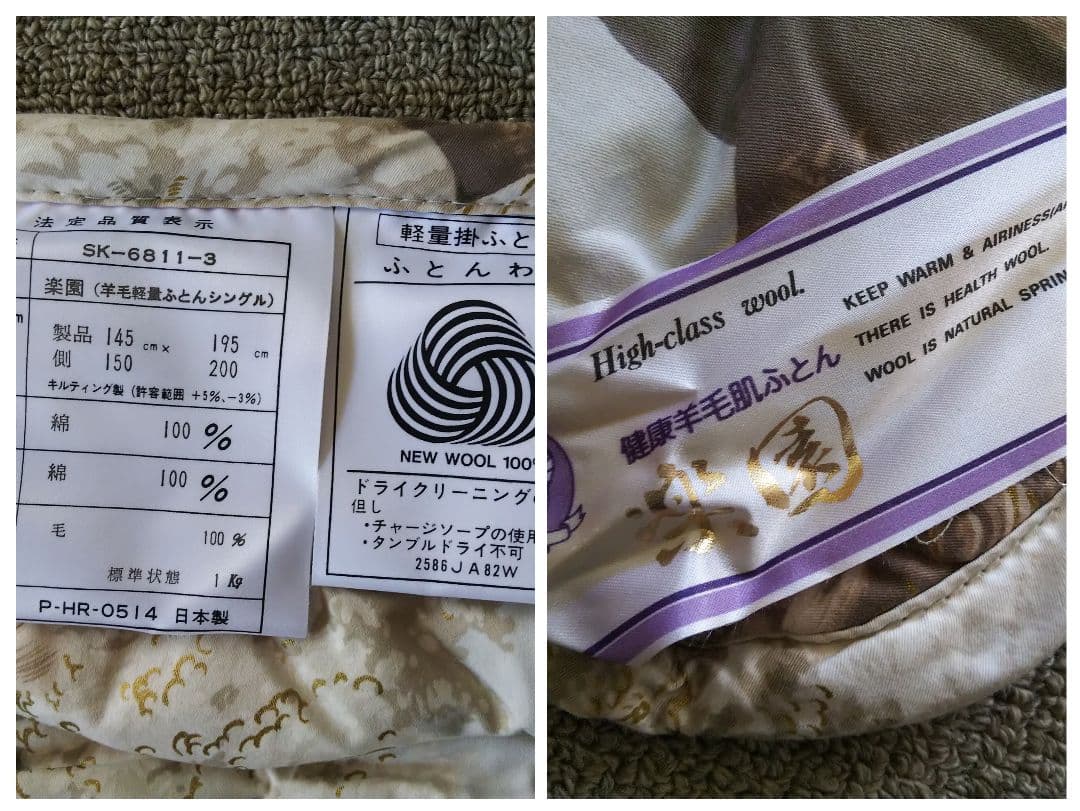 法定品質表示
SK-6811-3
楽園(羊毛軽量ふとんシングル)
製品 145 cm× 195 cm
側 150 200
キルティング製(許容範囲 +5%、-3%)
綿 100%
綿 100%
毛 100%
標準状態 1Kg
P-HR-0514 日本製
軽量掛ふと
ふとんわ
NEW WOOL 100%
ドライクリーニング
但し
・チャージソープの使用
・タンブルドライ不可
2586JA82W
High-class wool.
健康羊毛肌ふとん
楽園
KEEP WARM & AIRINESS
THERE IS HEALTH WOOL.
WOOL IS NATURAL SPRIN